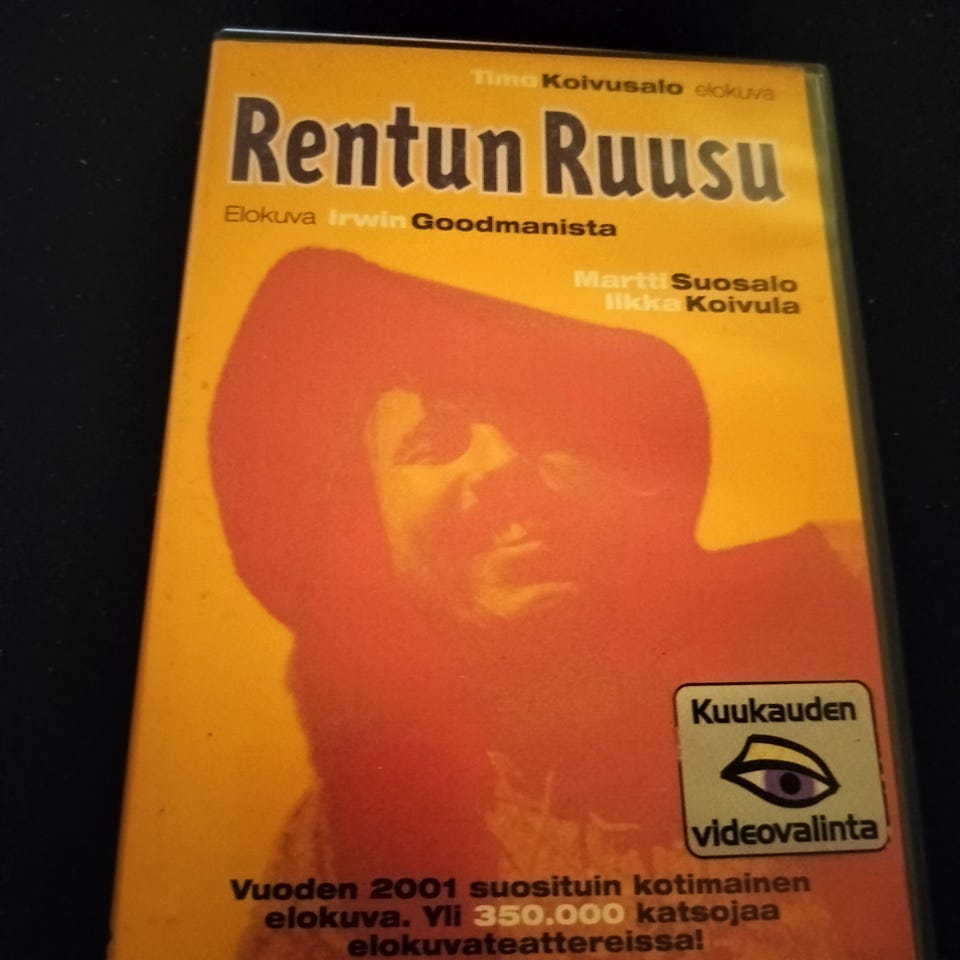 Timo Koivusalo elokuva
Rentun Ruusu
Elokuva Irwin Goodmanista
Martti Suosalo
Ilkka Koivula
Kuukauden
videovalinta
Vuoden 2001 suosituin kotimainen
elokuva. Yli 350.000 katsojaa
elokuvateattereissa!